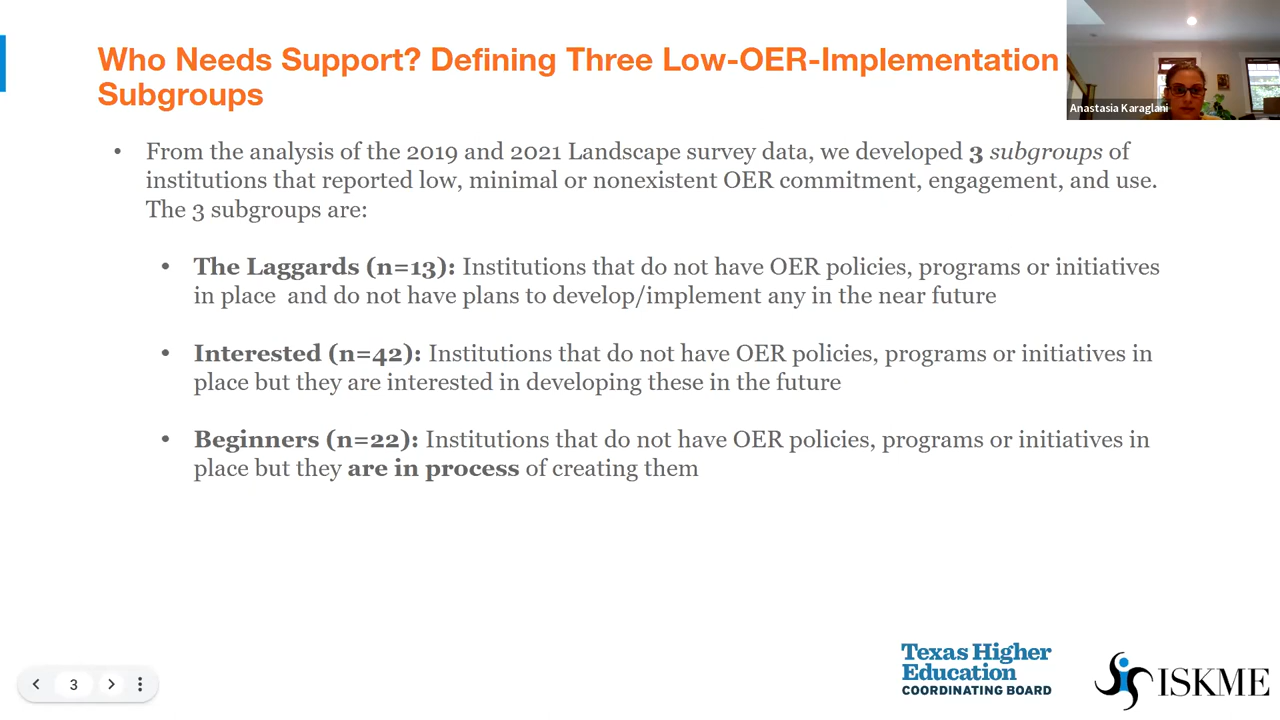 Who Needs Support? Defining Three Low-OER-Implementation
Subgroups
Anastasia Karaglani
• From the analysis of the 2019 and 2021 Landscape survey data, we developed 3 subgroups of
institutions that reported low, minimal or nonexistent OER commitment, engagement, and use.
The 3 subgroups are:
• The Laggards (n=13): Institutions that do not have OER policies, programs or initiatives
in place and do not have plans to develop/implement any in the near future
• Interested (n=42): Institutions that do not have OER policies, programs or initiatives in
place but they are interested in developing these in the future
• Beginners (n=22): Institutions that do not have OER policies, programs or initiatives in
place but they are in process of creating them
3
Texas Higher
Education
COORDINATING BOARD
ISKME